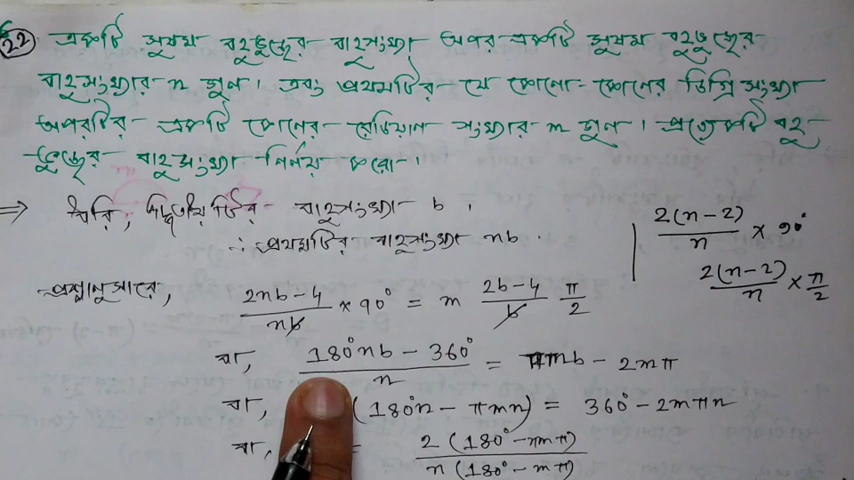 22 একটি সুষম বহুভুজের বাহুসংখ্যা অপর একটি সুষম বহুভুজের
বাহুসংখ্যার n গুন। এবং প্রথমটির যে কোনো কোনের ডিগ্রি সংখ্যা
অপরটির একটি কোনের রেডিয়ান সংখ্যার m গুন। প্রত্যেকটি বহু-
ভুজের বাহুসংখ্যা নির্নয় করো।
⇒ ধরি, দ্বিতীয়টির বাহুসংখ্যা b.
∴ প্রথমটির বাহুসংখ্যা nb.
2(n-2)/n × 90°
2(n-2)/n × π/2
প্রশ্নানুসারে, (2nb-4)/nb × 90° = m (2b-4)/b π/2
বা, (180°nb - 360°)/n = πmb - 2mπ
বা, (180°n - πmn) = 360° - 2mπn
বা, = 2(180° - nmπ)/n(180° - mπ)